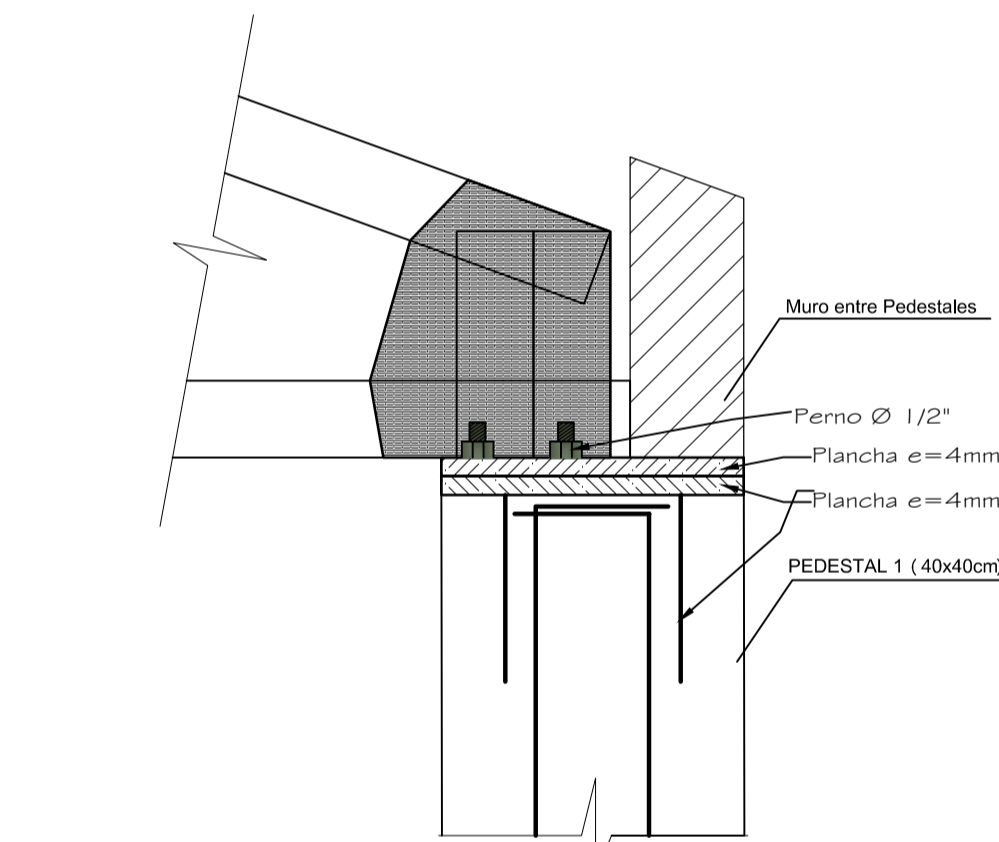 Muro entre Pedestales
Perno Ø 1/2"
Plancha e=4mm
Plancha e=4mm
PEDESTAL 1 ( 40x40cm)